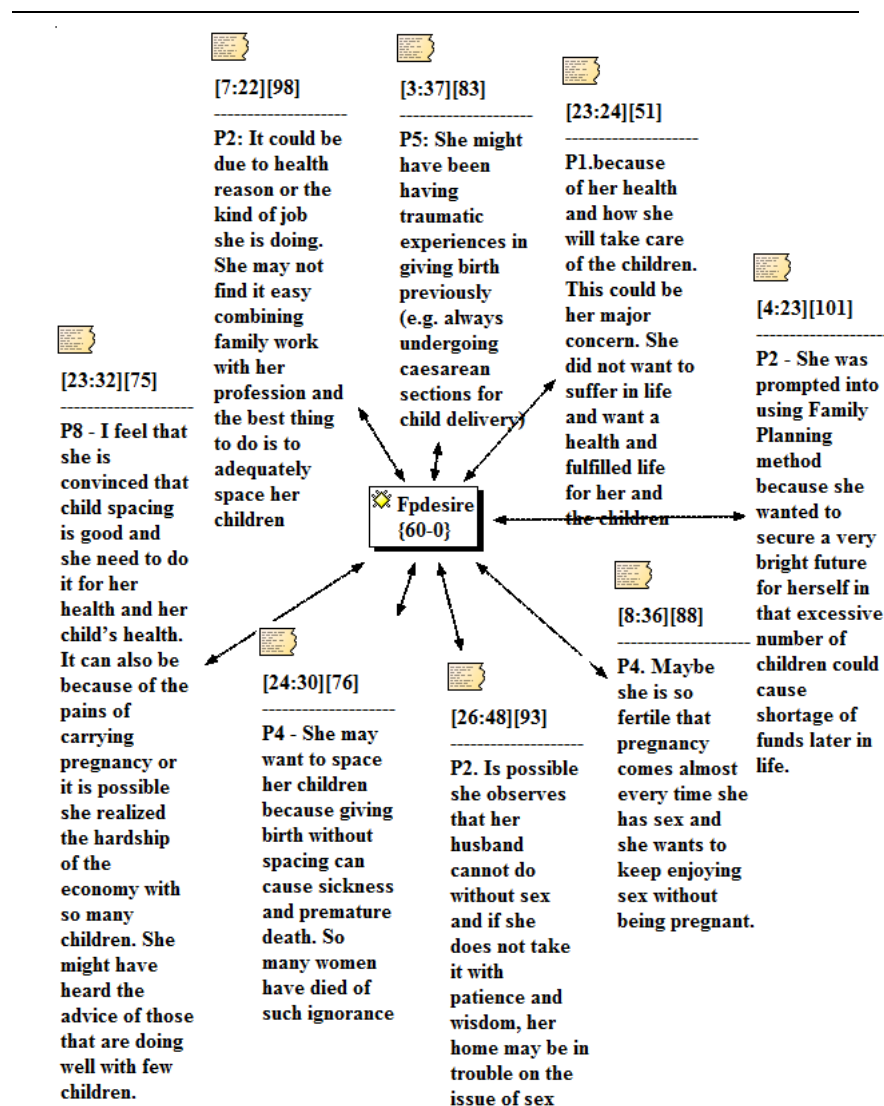 [7:22][98]
--------------------
P2: It could be
due to health
reason or the
kind of job
she is doing.
She may not
find it easy
combining
family work
with her
profession and
the best thing
to do is to
adequately
space her
children
[3:37][83]
--------------------
P5: She might
have been
having
traumatic
experiences in
giving birth
previously
(e.g. always
undergoing
caesarean
sections for
child delivery)
[23:24][51]
--------------------
P1.because
of her health
and how she
will take care
of the children.
This could be
her major
concern. She
did not want to
suffer in life
and want a
health and
fulfilled life
for her and
the children
[4:23][101]
--------------------
P2 - She was
prompted into
using Family
Planning
method
because she
wanted to
secure a very
bright future
for herself in
that excessive
number of
children could
cause
shortage of
funds later in
life.
[23:32][75]
--------------------
P8 - I feel that
she is
convinced that
child spacing
is good and
she need to do
it for her
health and her
child's health.
It can also be
because of the
pains of
carrying
pregnancy or
it is possible
she realized
the hardship
of the
economy with
so many
children. She
might have
heard the
advice of those
that are doing
well with few
children.
Fpdesire
{60-0}
[24:30][76]
--------------------
P4 - She may
want to space
her children
because giving
birth without
spacing can
cause sickness
and premature
death. So
many women
have died of
such ignorance
[26:48][93]
--------------------
P2. Is possible
she observes
that her
husband
cannot do
without sex
and if she
does not take
it with
patience and
wisdom, her
home may be in
trouble on the
issue of sex
[8:36][88]
--------------------
P4. Maybe
she is so
fertile that
pregnancy
comes almost
every time she
has sex and
she wants to
keep enjoying
sex without
being pregnant.